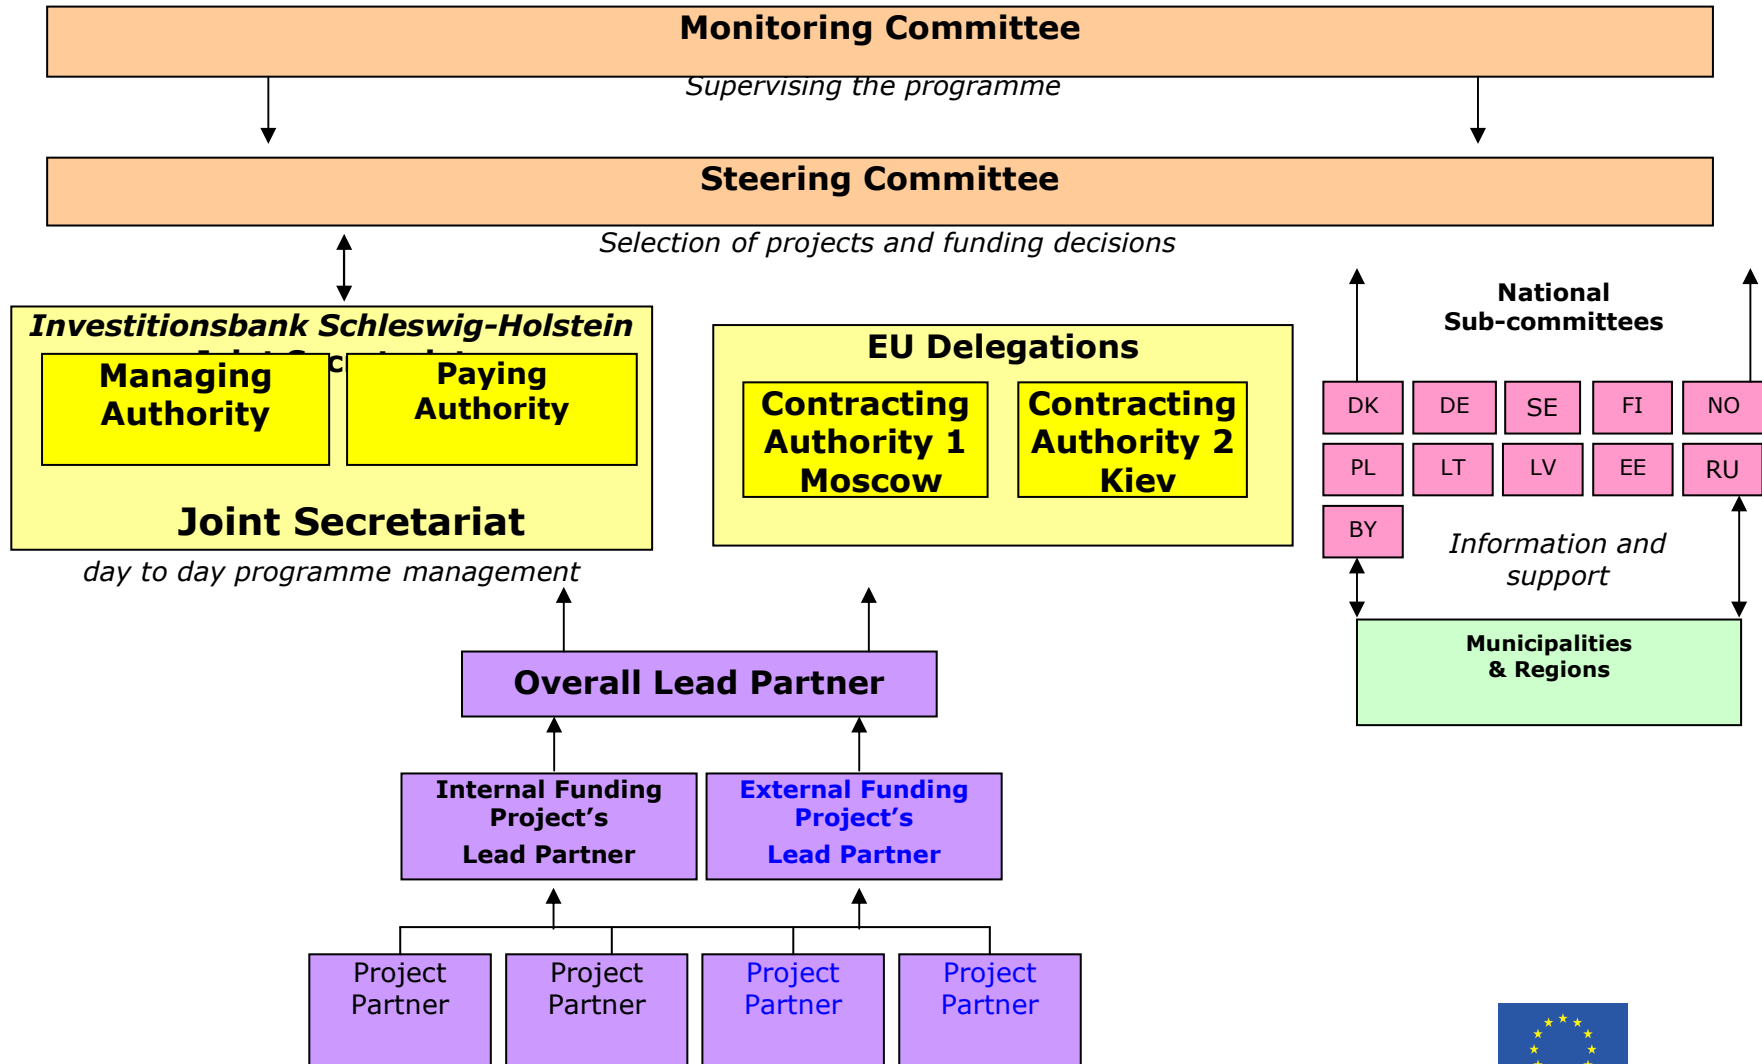 Monitoring Committee
Supervising the programme
Steering Committee
Selection of projects and funding decisions
Investitionsbank Schleswig-Holstein
Managing
Authority
Paying
Authority
Joint Secretariat
day to day programme management
EU Delegations
Contracting
Authority 1
Moscow
Contracting
Authority 2
Kiev
National
Sub-committees
DK DE SE FI NO
PL LT LV EE RU
BY
Information and
support
Municipalities
& Regions
Overall Lead Partner
Internal Funding
Project’s
Lead Partner
External Funding
Project’s
Lead Partner
Project
Partner
Project
Partner
Project
Partner
Project
Partner